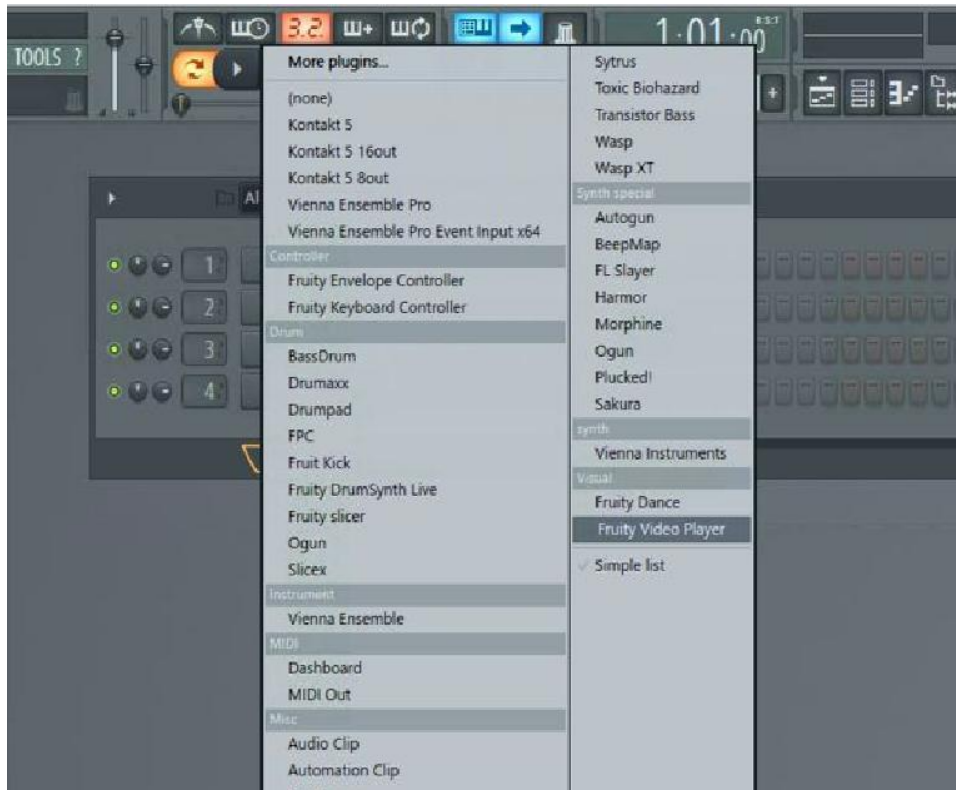 TOOLS ?
3.2.
1:01:00
B:S:T
More plugins...
(none)
Kontakt 5
Kontakt 5 16out
Kontakt 5 8out
Vienna Ensemble Pro
Vienna Ensemble Pro Event Input x64
Controller
Fruity Envelope Controller
Fruity Keyboard Controller
Drum
BassDrum
Drumaxx
Drumpad
FPC
Fruit Kick
Fruity DrumSynth Live
Fruity slicer
Ogun
Slicex
Instrument
Vienna Ensemble
MIDI
Dashboard
MIDI Out
Misc
Audio Clip
Automation Clip
Sytrus
Toxic Biohazard
Transistor Bass
Wasp
Wasp XT
Synth special
Autogun
BeepMap
FL Slayer
Harmor
Morphine
Ogun
Plucked!
Sakura
synth
Vienna Instruments
Visual
Fruity Dance
Fruity Video Player
Simple list
1
2
3
4